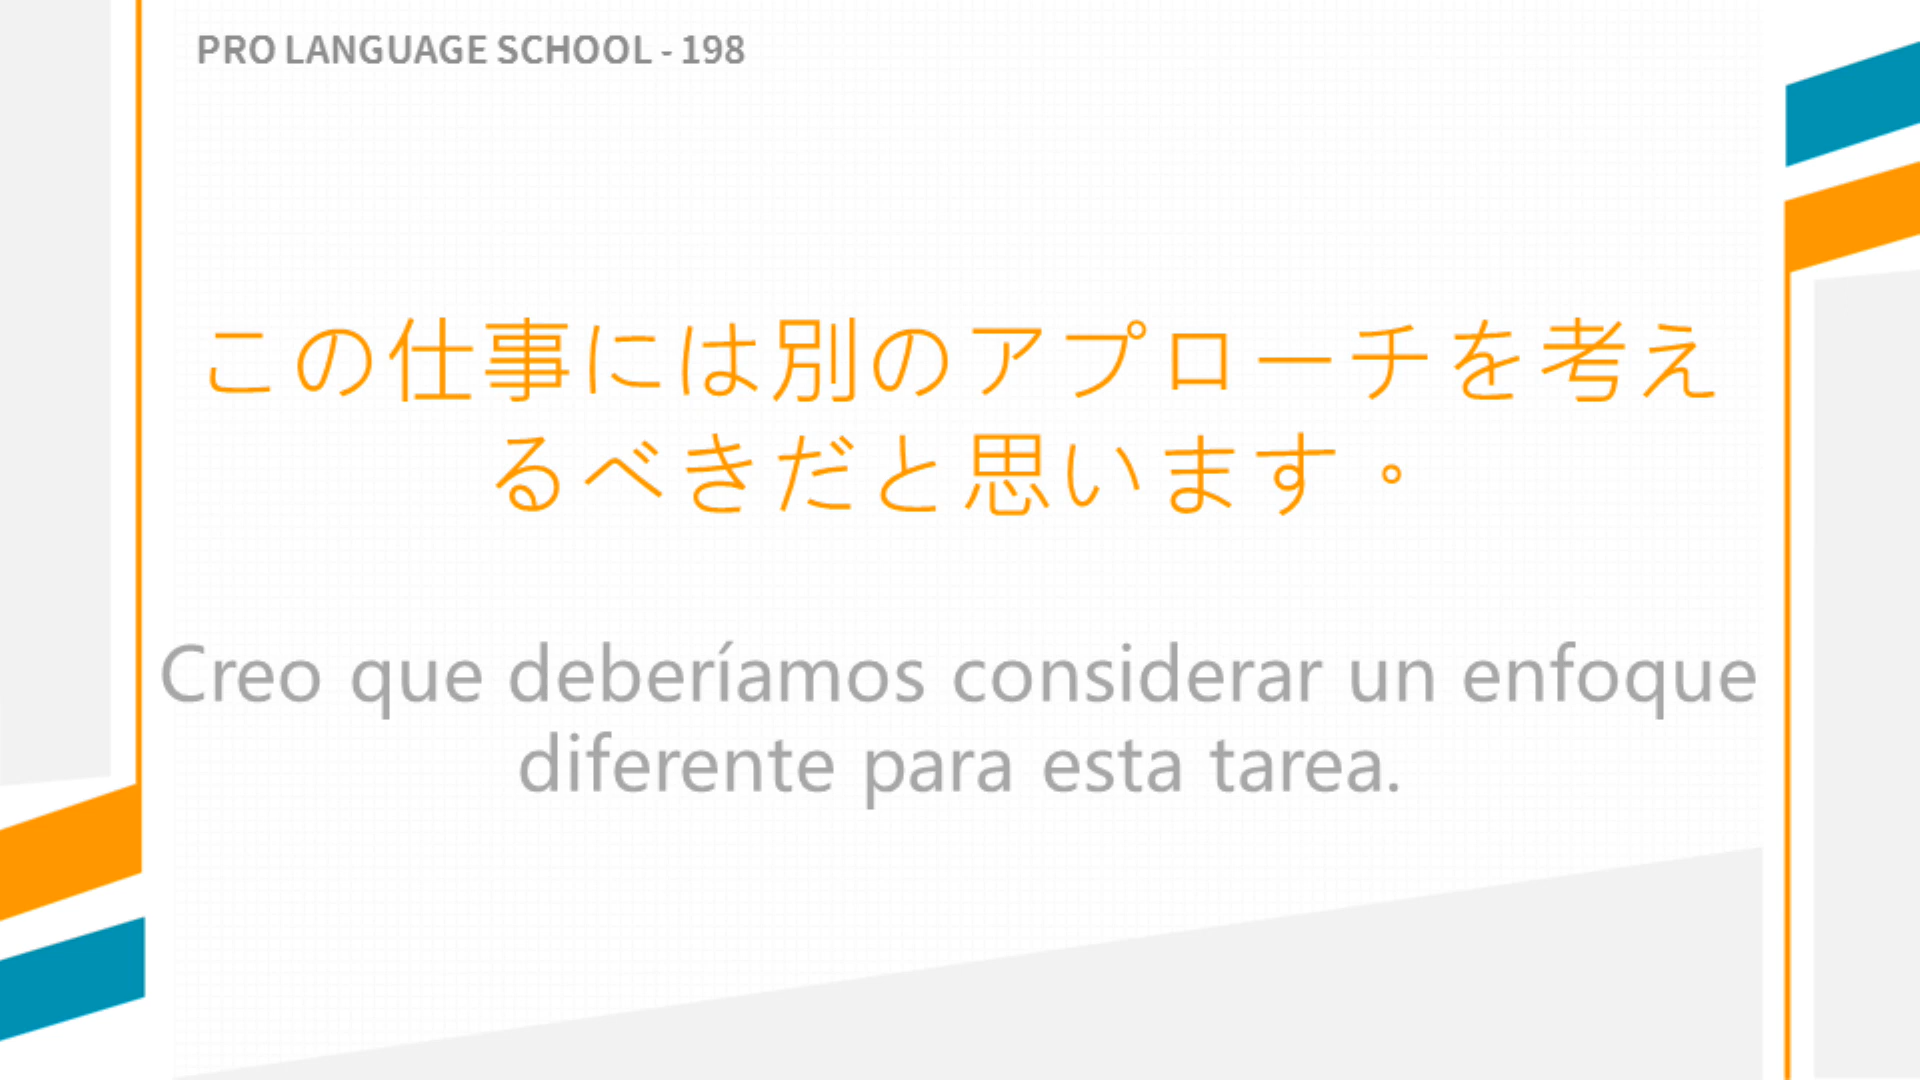 PRO LANGUAGE SCHOOL - 198
この仕事には別のアプローチを考え
るべきだと思います。
Creo que deberíamos considerar un enfoque
diferente para esta tarea.